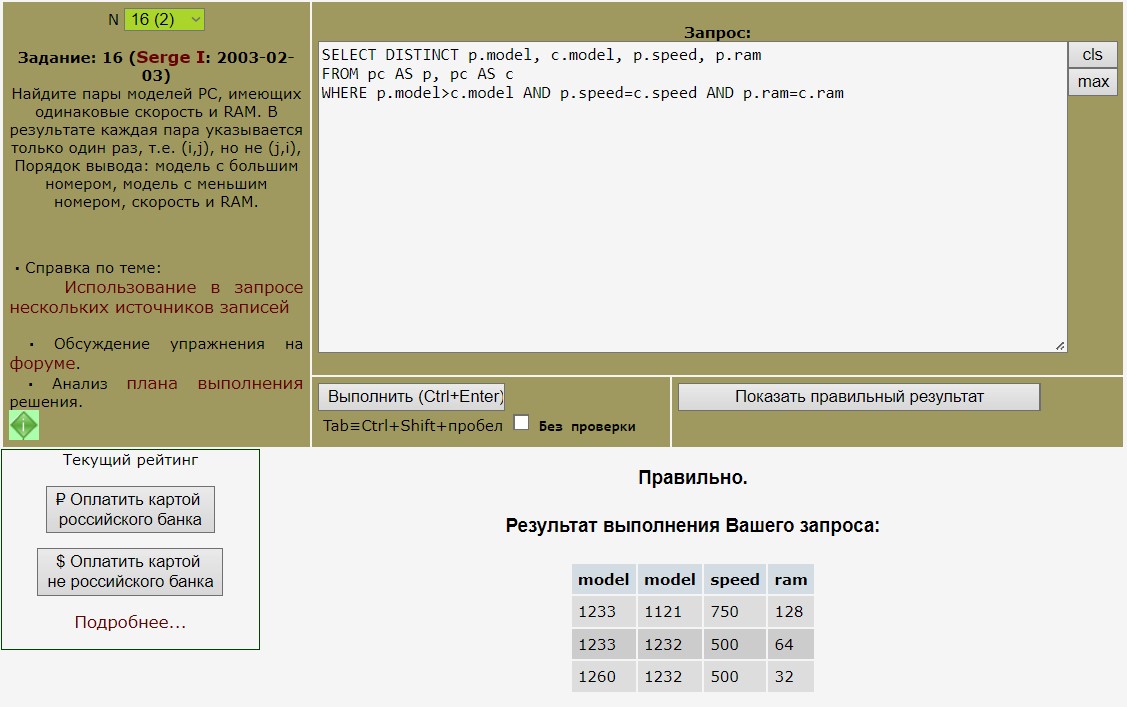 N 16 (2)
Задание: 16 (Serge I: 2003-02-
03)
Найдите пары моделей PC, имеющих
одинаковые скорость и RAM. В
результате каждая пара указывается
только один раз, т.е. (i,j), но не (j,i),
Порядок вывода: модель с большим
номером, модель с меньшим
номером, скорость и RAM.
· Справка по теме:
Использование в запросе
нескольких источников записей
· Обсуждение упражнения на
форуме.
· Анализ плана выполнения
решения.
Запрос:
SELECT DISTINCT p.model, c.model, p.speed, p.ram
FROM pc AS p, pc AS c
WHERE p.model>c.model AND p.speed=c.speed AND p.ram=c.ram
cls
max
Выполнить (Ctrl+Enter)
Tab≡Ctrl+Shift+пробел Без проверки
Показать правильный результат
Текущий рейтинг
₽ Оплатить картой
российского банка
$ Оплатить картой
не российского банка
Подробнее...
Правильно.
Результат выполнения Вашего запроса:
model model speed ram
1233 1121 750 128
1233 1232 500 64
1260 1232 500 32